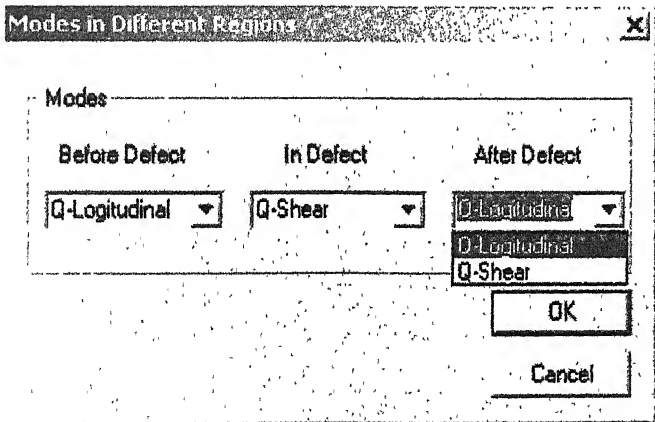 Modes in Different Regions
Modes
Before Defect In Defect After Defect
Q-Logitudinal Q-Shear Q-Logitudinal
Q-Logitudinal
Q-Shear
OK
Cancel